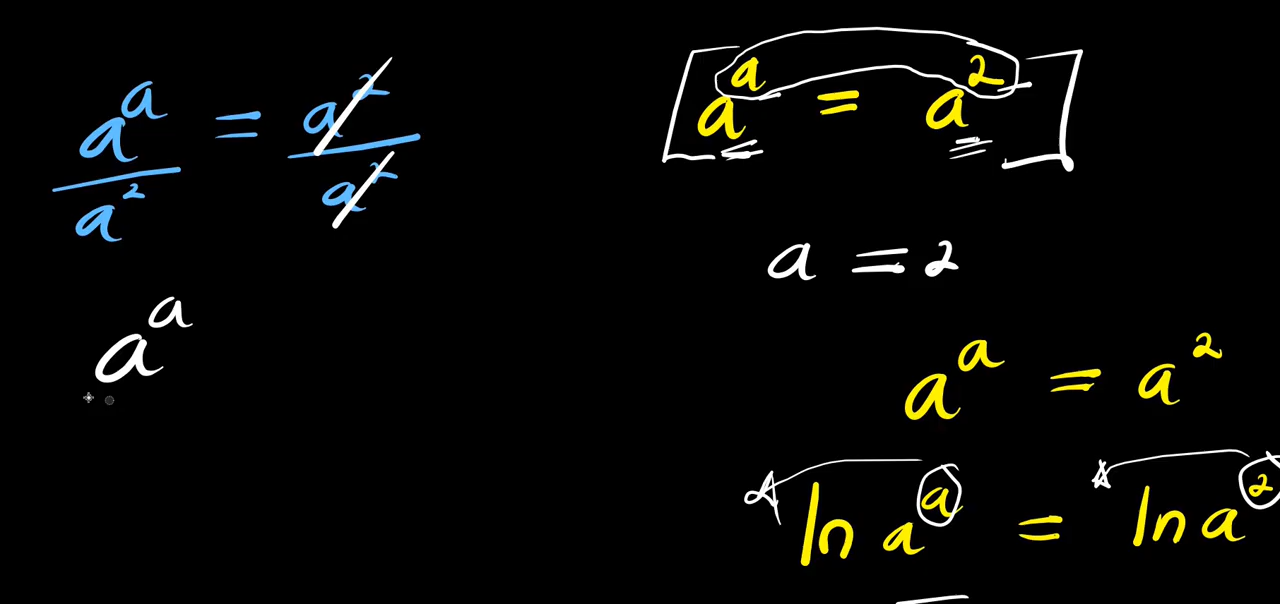 a^a / a^2 = a^2 / a^2
a^a
a^a = a^2
a = 2
a^a = a^2
ln a^a = ln a^2